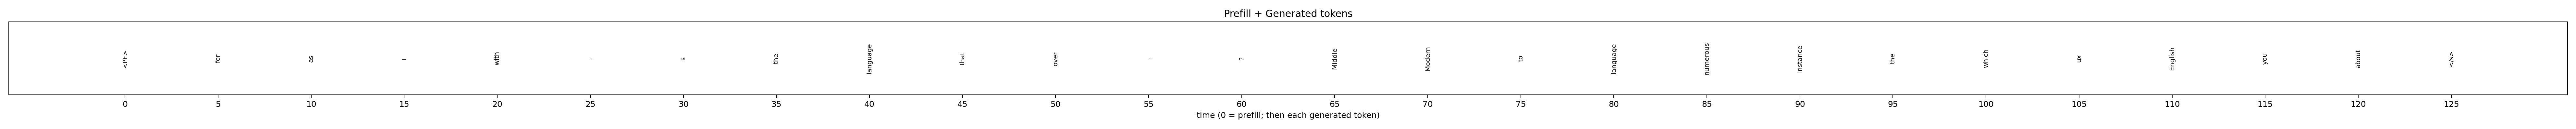 Prefill + Generated tokens
<PF> for as I with . s the language that over - ? Middle Modern to language numerous instance the which ux English you about </s>
0 5 10 15 20 25 30 35 40 45 50 55 60 65 70 75 80 85 90 95 100 105 110 115 120 125
time (0 = prefill; then each generated token)